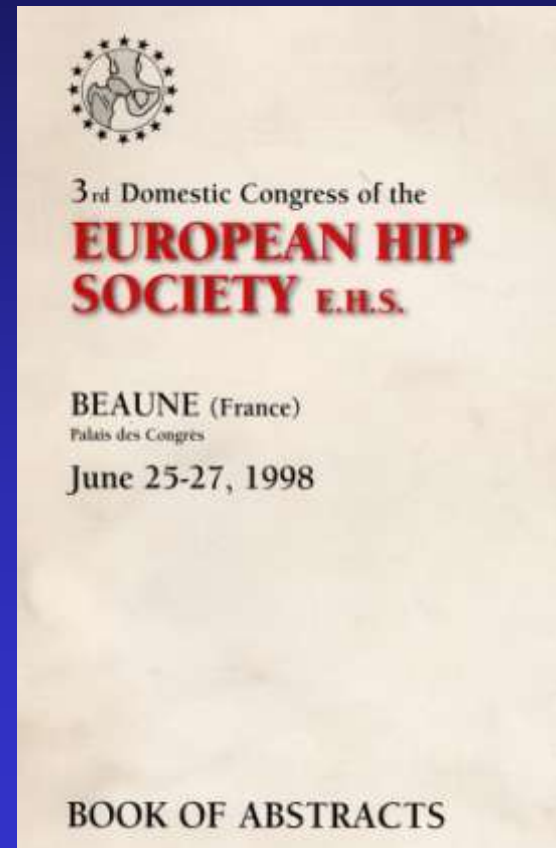 3rd Domestic Congress of the
EUROPEAN HIP
SOCIETY E.H.S.
BEAUNE (France)
Palais des Congres
June 25-27, 1998
BOOK OF ABSTRACTS